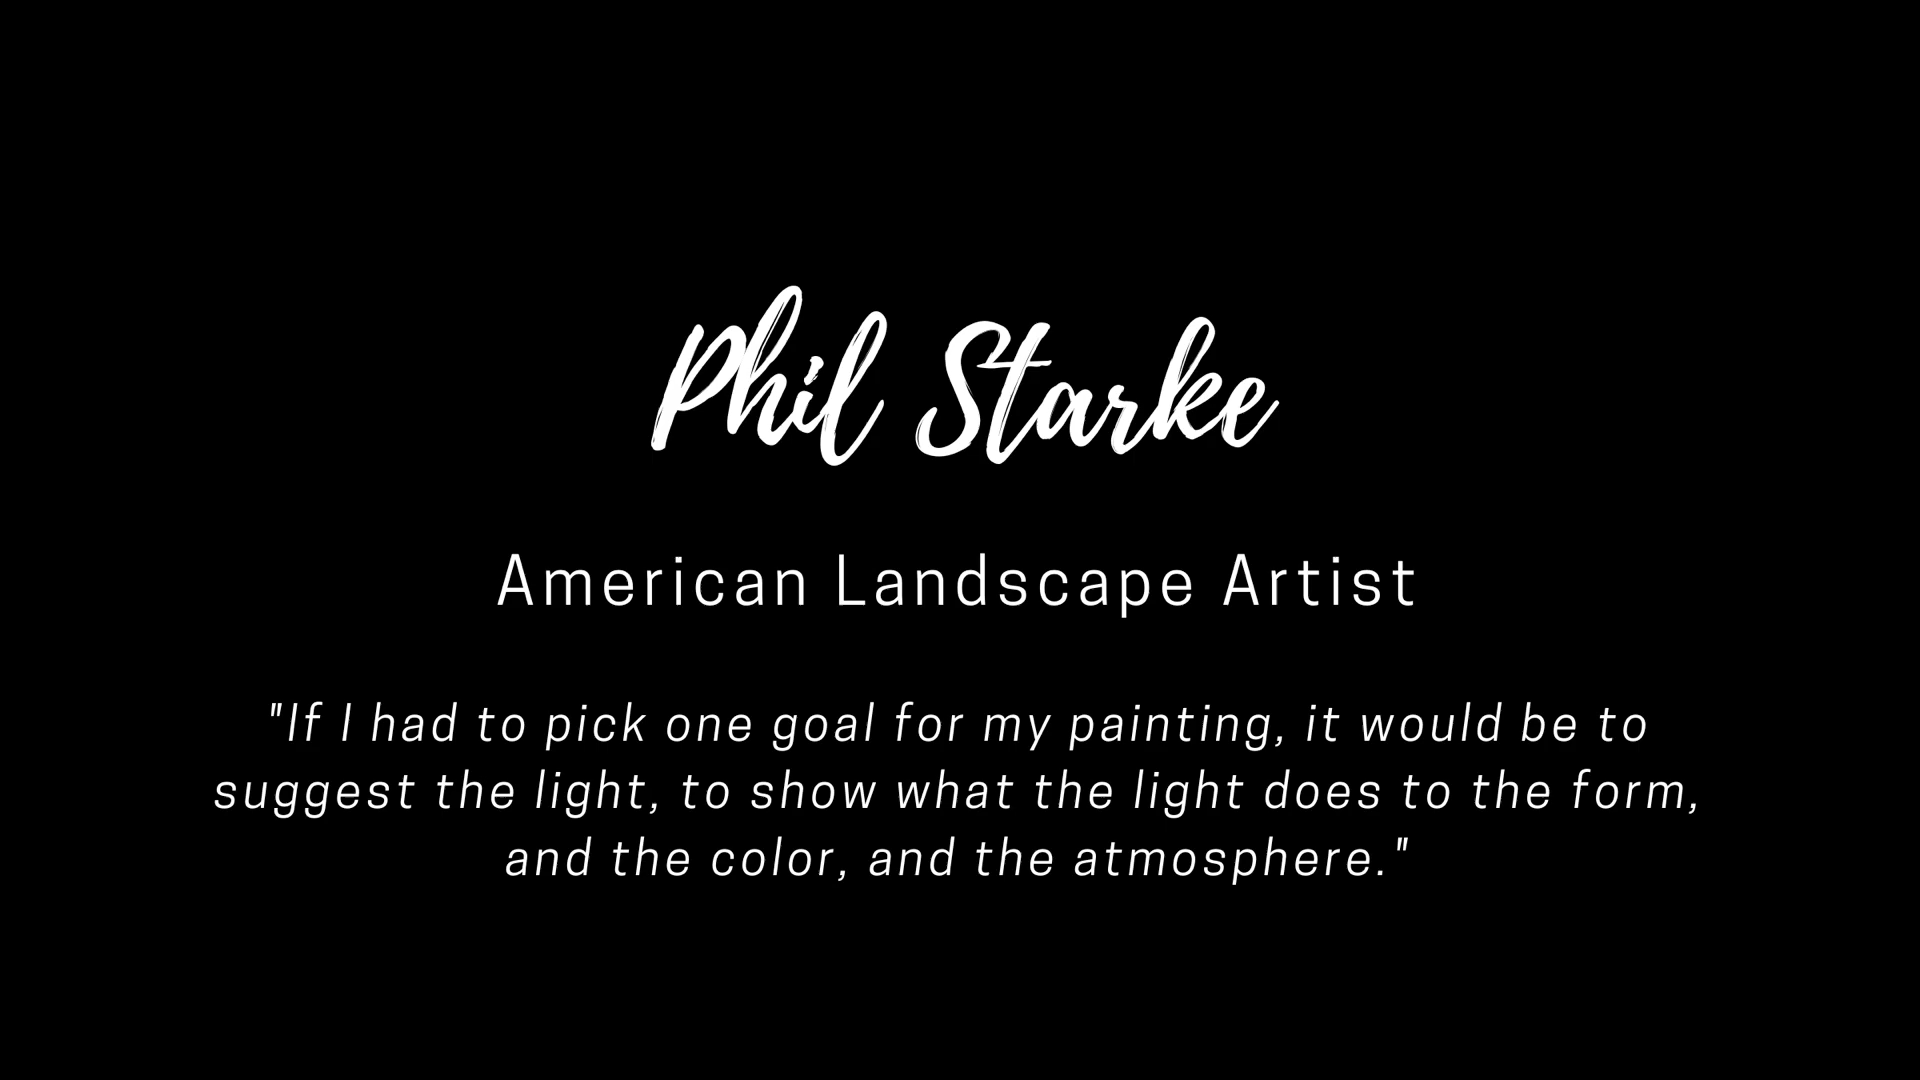 Phil Starke
American Landscape Artist
"If I had to pick one goal for my painting, it would be to
suggest the light, to show what the light does to the form,
and the color, and the atmosphere."